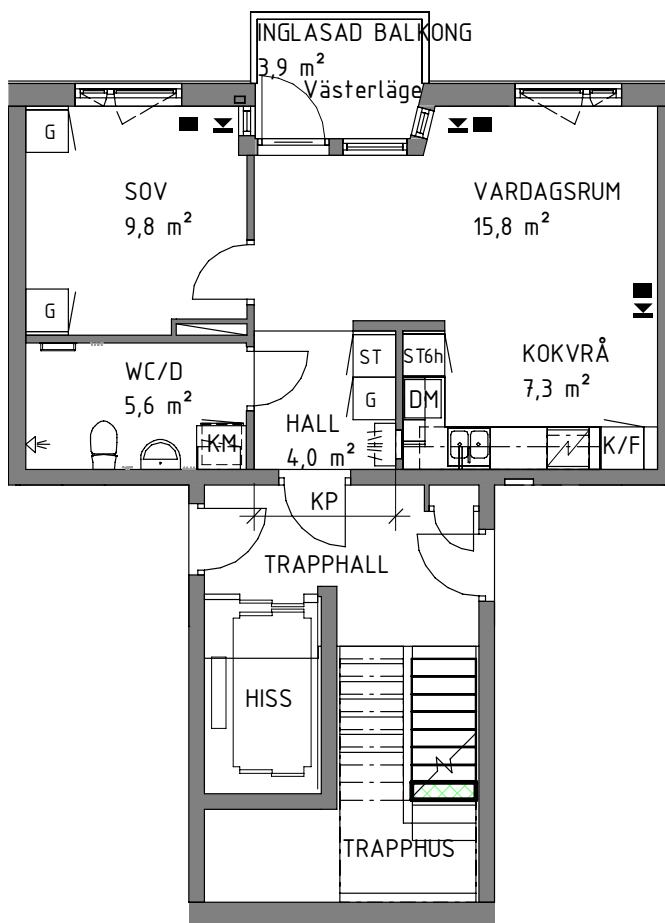 INGLASAD BALKONG
3,9 m²
Västerläge
G
SOV
9,8 m²
VARDAGSRUM
15,8 m²
G
WC/D
5,6 m²
ST
ST6h
KOKVRÅ
7,3 m²
G
DM
HALL
4,0 m²
KM
K/F
KP
TRAPPHALL
HISS
TRAPPHUS